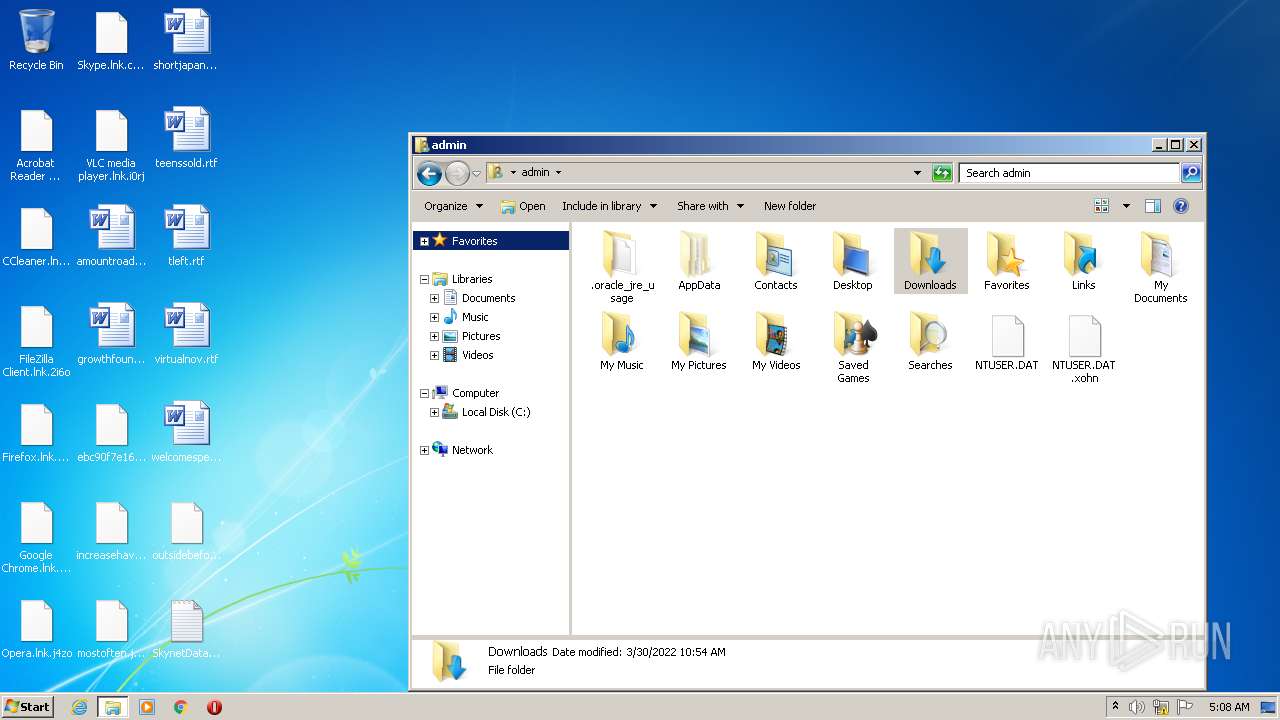 Recycle Bin
Skype.lnk.c...
shortjapan...
Acrobat
Reader ...
VLC media
player.lnk.i0rj
teenssold.rtf
CCleaner.ln...
amountroad...
tleft.rtf
FileZilla
Client.lnk.2i6o
growthfoun...
virtualnov.rtf
Firefox.lnk....
ebc90f7e16...
welcomespe...
Google
Chrome.lnk....
increasehav...
outsidebefo...
Opera.lnk.j4zo
mostoften.j...
SkynetData...
admin
admin
Search admin
Organize
Open
Include in library
Share with
New folder
Favorites
Libraries
Documents
Music
Pictures
Videos
Computer
Local Disk (C:)
Network
.oracle_jre_u
AppData
Contacts
Desktop
Downloads
Favorites
Links
My
Documents
My Music
My Pictures
My Videos
Saved
Games
Searches
NTUSER.DAT
NTUSER.DAT
.xohn
Downloads Date modi 
/30/2022 10:54 AM
File folder
ANY RUN
Start
5:08 AM